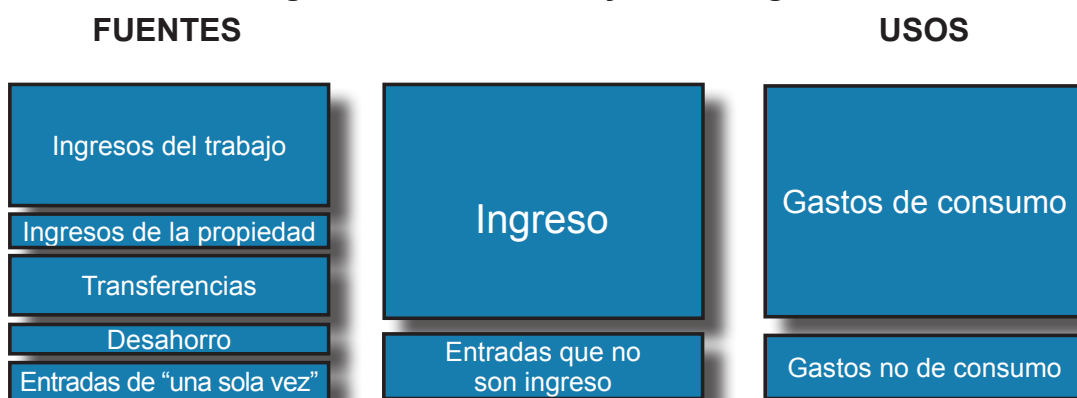 FUENTES
USOS
Ingresos del trabajo
Ingresos de la propiedad
Transferencias
Desahorro
Entradas de “una sola vez”
Ingreso
Entradas que no
son ingreso
Gastos de consumo
Gastos no de consumo